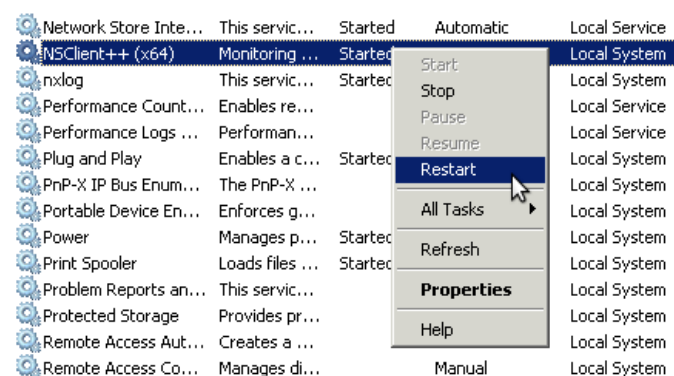 Network Store Inte... This servic... Started Automatic Local Service
NSClient++ (x64) Monitoring ... Started Local System
nxlog This servic... Started Local System
Performance Count... Enables re... Local Service
Performance Logs ... Performan... Local Service
Plug and Play Enables a c... Started Local System
PnP-X IP Bus Enum... The PnP-X ... Local System
Portable Device En... Enforces g... Local System
Power Manages p... Started Local System
Print Spooler Loads files ... Started Local System
Problem Reports an... This servic... Local System
Protected Storage Provides pr... Local System
Remote Access Aut... Creates a ... Local System
Remote Access Co... Manages di... Manual Local System
Start
Stop
Pause
Resume
Restart
All Tasks
Refresh
Properties
Help